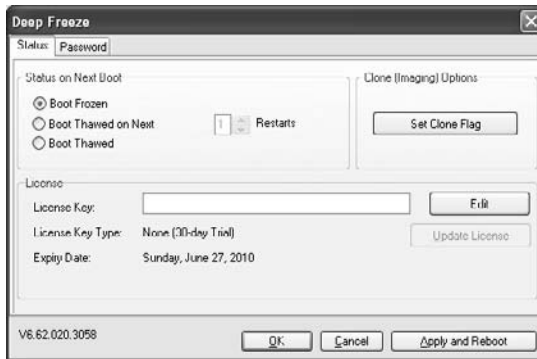 Deep Freeze
Status Password
Status on Next Boot
Boot Frozen
Boot Thawed on Next 1 Restarts
Boot Thawed
Clone (Imaging) Options
Set Clone Flag
License
License Key: Edit
License Key Type: None (30-day Trial) Update License
Expiry Date: Sunday, June 27, 2010
V6.62.020.3058
OK Cancel Apply and Reboot